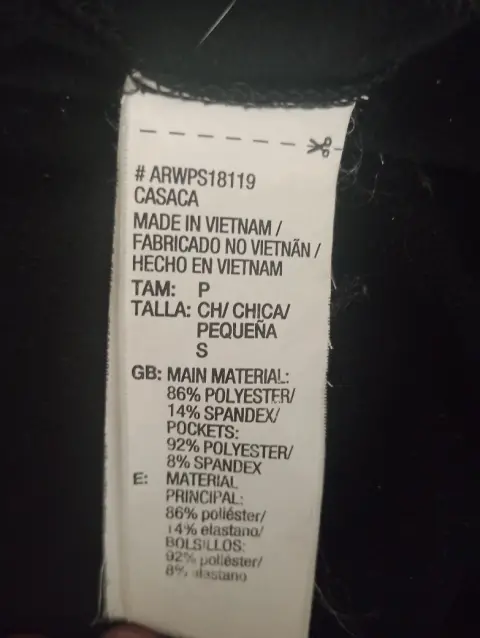 # ARWPS18119
CASACA
MADE IN VIETNAM /
FABRICADO NO VIETNÃN /
HECHO EN VIETNAM
TAM: P
TALLA: CH/ CHICA/
PEQUEÑA
S
GB: MAIN MATERIAL:
86% POLYESTER/
14% SPANDEX/
POCKETS:
92% POLYESTER/
8% SPANDEX
E: MATERIAL
PRINCIPAL:
86% poliéster/
14% elastano/
BOLSILLOS:
92% poliéster/
8% elastano